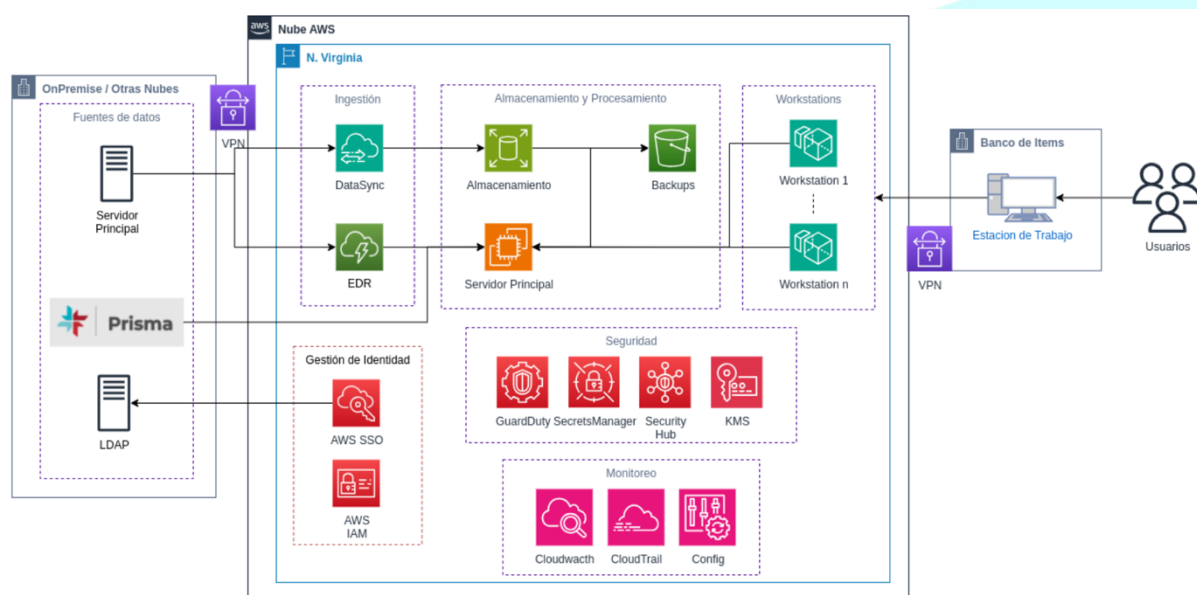 aws
Nube AWS
N. Virginia
OnPremise / Otras Nubes
Fuentes de datos
VPN
Servidor
Principal
Prisma
LDAP
Ingestión
DataSync
EDR
Almacenamiento y Procesamiento
Almacenamiento
Backups
Servidor Principal
Workstations
Workstation 1
Workstation n
Banco de Items
Estacion de Trabajo
VPN
Usuarios
Gestión de Identidad
AWS SSO
AWS
IAM
Seguridad
GuardDuty
SecretsManager
Security
Hub
KMS
Monitoreo
Cloudwacth
CloudTrail
Config